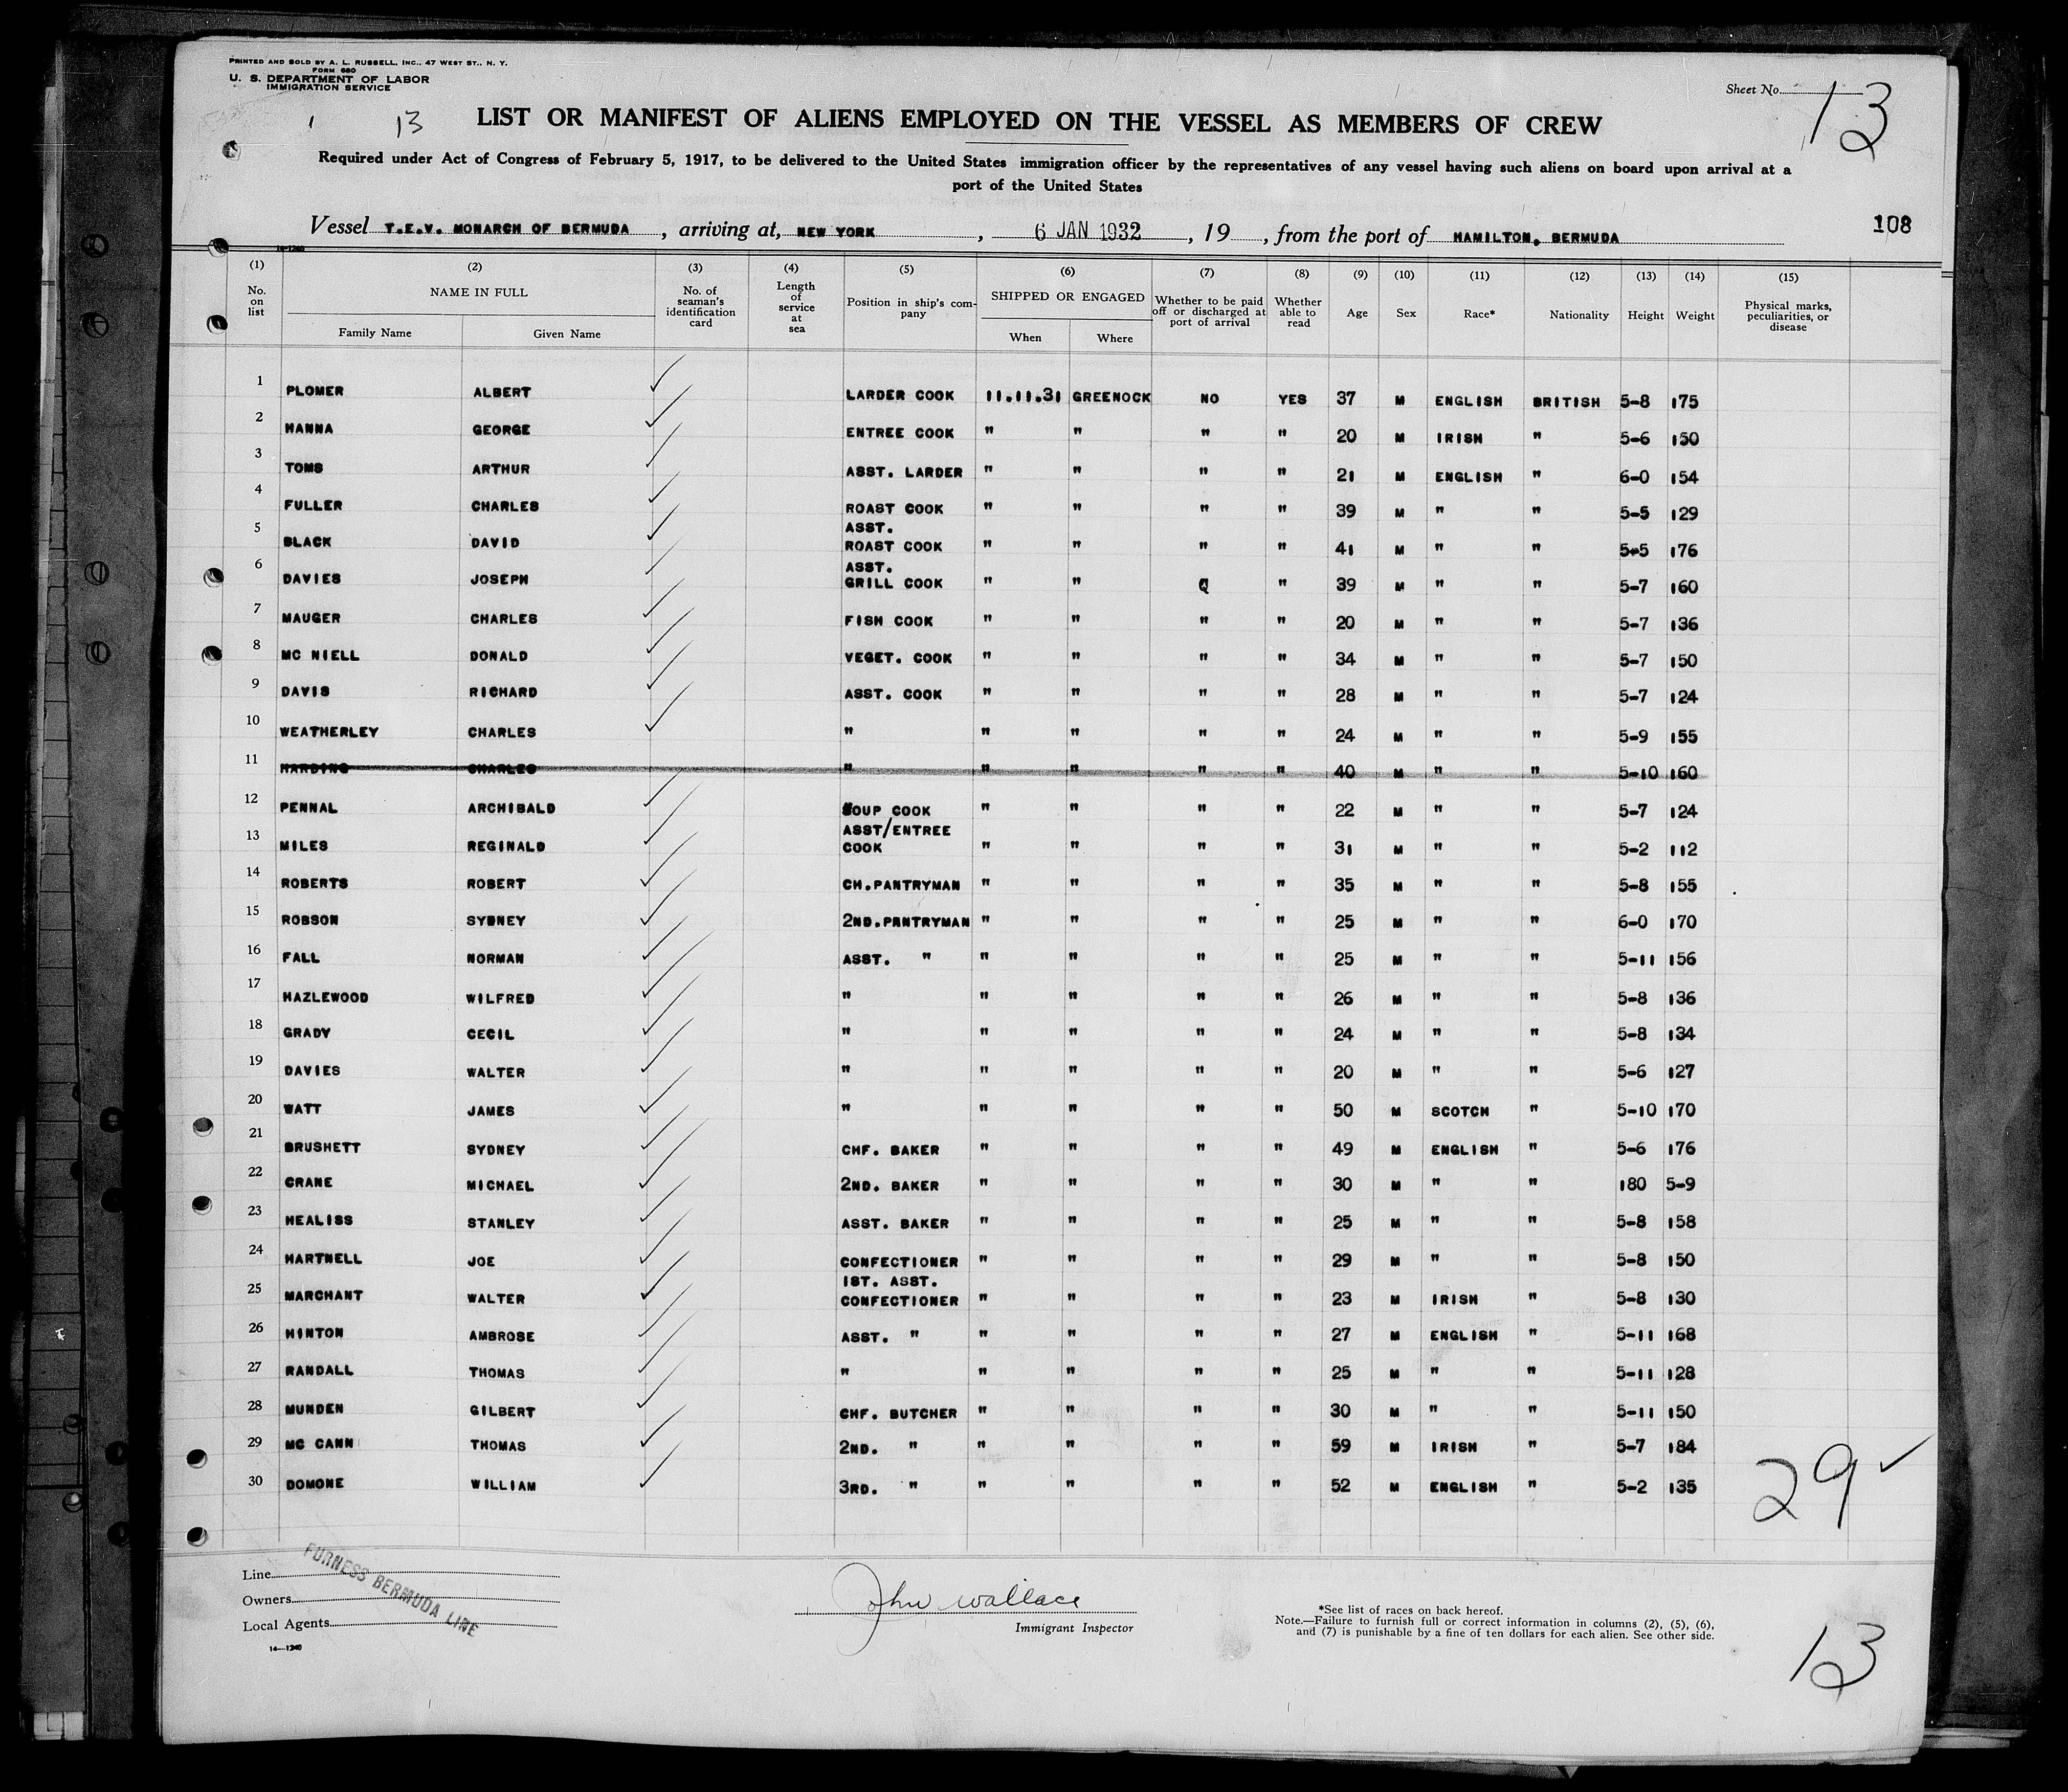 PRINTED AND SOLD BY A. L. RUSSELL, INC., 47 WEST ST., N. Y.
FORM 680
U. S. DEPARTMENT OF LABOR
IMMIGRATION SERVICE
Sheet No. 13
13
LIST OR MANIFEST OF ALIENS EMPLOYED ON THE VESSEL AS MEMBERS OF CREW
Required under Act of Congress of February 5, 1917, to be delivered to the United States immigration officer by the representatives of any vessel having such aliens on board upon arrival at a
port of the United States
Vessel T.E.V. MONARCH OF BERMUDA, arriving at, NEW YORK, 6 JAN 1932, 19, from the port of HAMILTON, BERMUDA
108
14-1240
(1) (2) (3) (4) (5) (6) (7) (8) (9) (10) (11) (12) (13) (14) (15)
No. on list NAME IN FULL Family Name Given Name No. of seaman's identification card Length of service at sea Position in ship's company SHIPPED OR ENGAGED When Where Whether to be paid off or discharged at port of arrival Whether able to read Age Sex Race* Nationality Height Weight Physical marks, peculiarities, or disease
1 PLOMER ALBERT LARDER COOK 11.11.31 GREENOCK NO YES 37 M ENGLISH BRITISH 5-8 175
2 HANNA GEORGE ENTREE COOK " " " " 20 M IRISH " 5-6 150
3 TOMS ARTHUR ASST. LARDER " " " " 21 M ENGLISH " 6-0 154
4 FULLER CHARLES ROAST COOK " " " " 39 M " " 5-5 129
5 BLACK DAVID ASST. ROAST COOK " " " " 41 M " " 5-5 176
6 DAVIES JOSEPH ASST. GRILL COOK " " Q " 39 M " " 5-7 160
7 MAUGER CHARLES FISH COOK " " " " 20 M " " 5-7 136
8 MC NIELL DONALD VEGET. COOK " " " " 34 M " " 5-7 150
9 DAVIS RICHARD ASST. COOK " " " " 28 M " " 5-7 124
10 WEATHERLEY CHARLES " " " " " 24 M " " 5-9 155
11 HARDING CHARLES " " " " " 40 M " " 5-10 160
12 PENNAL ARCHIBALD SOUP COOK " " " " 22 M " " 5-7 124
13 MILES REGINALD ASST/ENTREE COOK " " " " 31 M " " 5-2 112
14 ROBERTS ROBERT CH.PANTRYMAN " " " " 35 M " " 5-8 155
15 ROBSON SYDNEY 2ND.PANTRYMAN " " " " 25 M " " 6-0 170
16 FALL NORMAN ASST. " " " " " 25 M " " 5-11 156
17 HAZLEWOOD WILFRED " " " " " 26 M " " 5-8 136
18 GRADY CECIL " " " " " 24 M " " 5-8 134
19 DAVIES WALTER " " " " " 20 M " " 5-6 127
20 WATT JAMES " " " " " 50 M SCOTCH " 5-10 170
21 BRUSHETT SYDNEY CHF. BAKER " " " " 49 M ENGLISH " 5-6 176
22 CRANE MICHAEL 2ND. BAKER " " " " 30 M " " 180 5-9
23 HEALISS STANLEY ASST. BAKER " " " " 25 M " " 5-8 158
24 HARTNELL JOE CONFECTIONER " " " " 29 M " " 5-8 150
25 MARCHANT WALTER 1ST. ASST. CONFECTIONER " " " " 23 M IRISH " 5-8 130
26 HINTON AMBROSE ASST. " " " " " 27 M ENGLISH " 5-11 168
27 RANDALL THOMAS " " " " " 25 M " " 5-11 128
28 MUNDEN GILBERT CHF. BUTCHER " " " " 30 M " " 5-11 150
29 MC CANN THOMAS 2ND. " " " " " 59 M IRISH " 5-7 184
30 DOMONE WILLIAM 3RD. " " " " " 52 M ENGLISH " 5-2 135
29 ✓
Line
Owners
Local Agents
FURNESS BERMUDA LINE
14-1240
John Wallace
Immigrant Inspector
*See list of races on back hereof.
Note.—Failure to furnish full or correct information in columns (2), (5), (6),
and (7) is punishable by a fine of ten dollars for each alien. See other side.
13